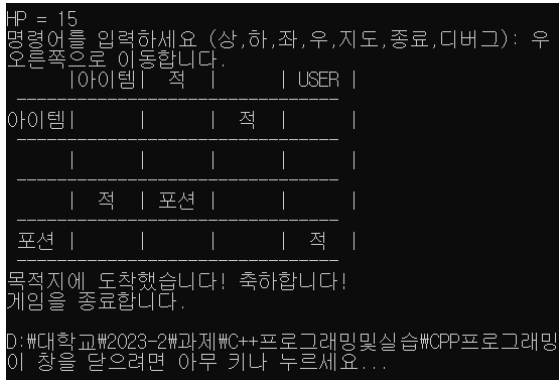 HP = 15
명령어를 입력하세요 (상,하,좌,우,지도,종료,디버그): 우
오른쪽으로 이동합니다.
|아이템| 적 | | USER |
아이템| | | 적 | |
| | | | |
| 적 | 포션 | | |
포션 | | | | 적 |
목적지에 도착했습니다! 축하합니다!
게임을 종료합니다.
D:₩대학교₩2023-2₩과제₩C++프로그래밍및실습₩CPP프로그래밍
이 창을 닫으려면 아무 키나 누르세요...